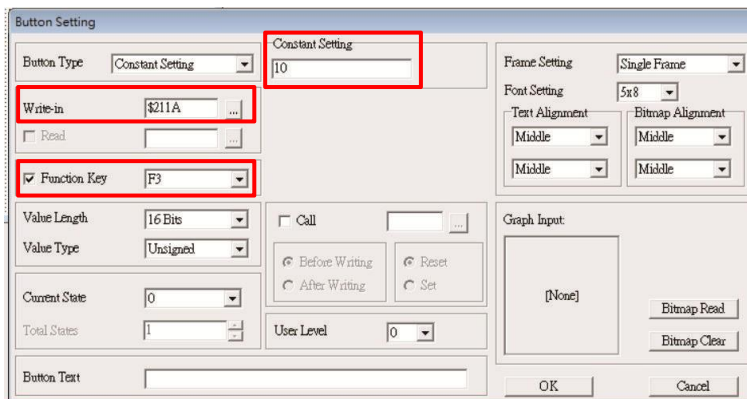 Button Setting
Button Type
Constant Setting
Constant Setting
10
Write-in
$211A
...
Read
...
Function Key
F3
Value Length
16 Bits
Value Type
Unsigned
Current State
0
Total States
1
Call
...
Before Writing
After Writing
Reset
Set
User Level
0
Button Text
Frame Setting
Single Frame
Font Setting
5x8
Text Alignment
Middle
Middle
Bitmap Alignment
Middle
Middle
Graph Input:
[None]
Bitmap Read
Bitmap Clear
OK
Cancel